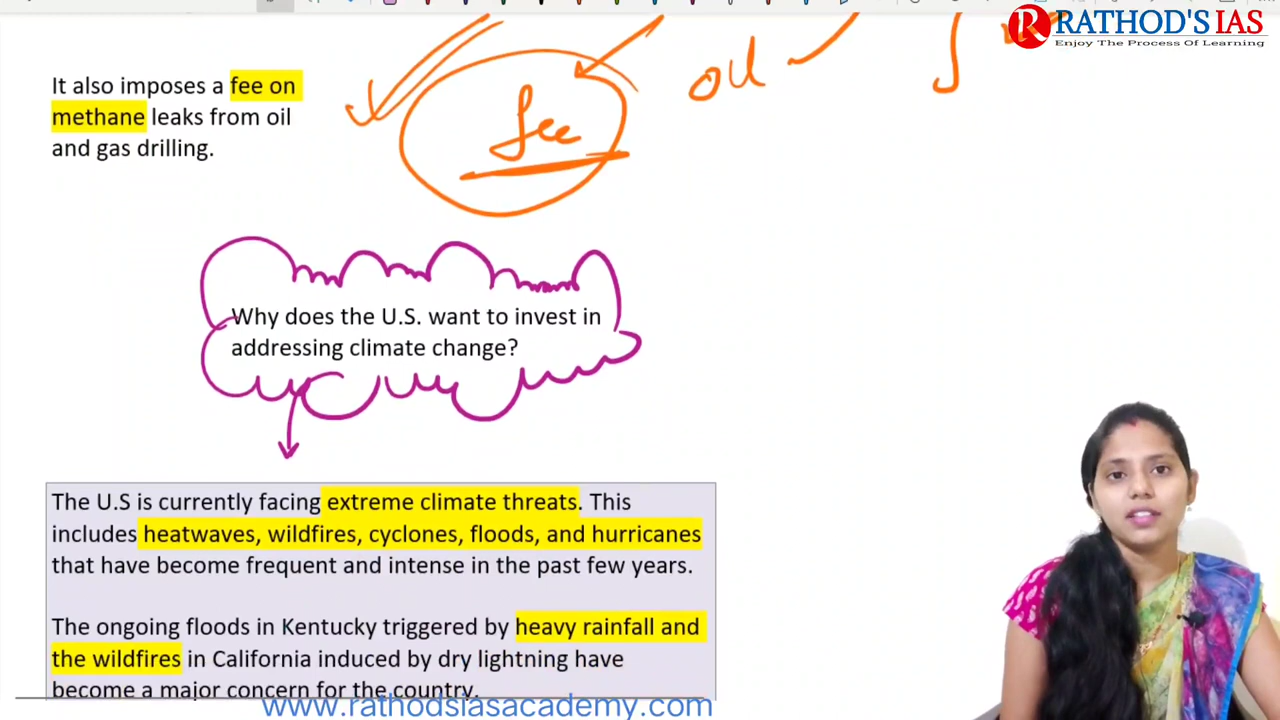 RATHOD'S IAS
Enjoy The Process Of Learning
oil
It also imposes a fee on
methane leaks from oil
and gas drilling.
fee
Why does the U.S. want to invest in
addressing climate change?
The U.S is currently facing extreme climate threats. This
includes heatwaves, wildfires, cyclones, floods, and hurricanes
that have become frequent and intense in the past few years.
The ongoing floods in Kentucky triggered by heavy rainfall and
the wildfires in California induced by dry lightning have
become a major concern for the country.
www.rathodsiasacademy.com